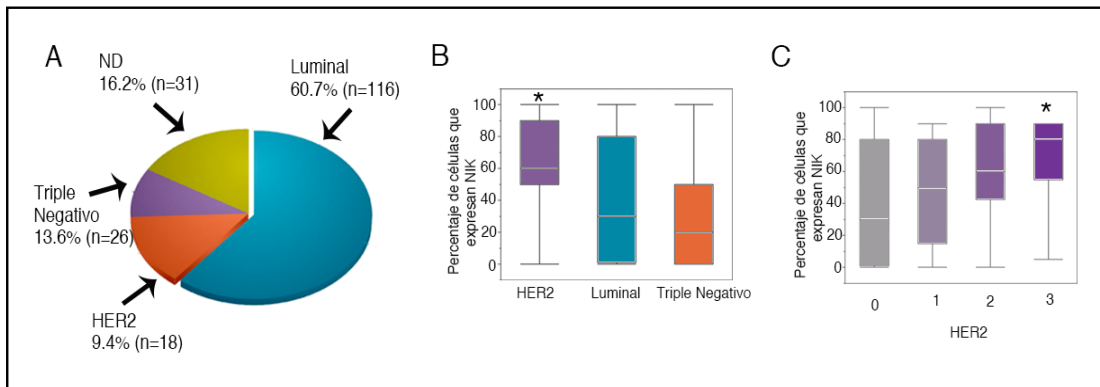 A
ND
16.2% (n=31)
Luminal
60.7% (n=116)
Triple
Negativo
13.6% (n=26)
HER2
9.4% (n=18)
B
Percentaje de células que
expresan NIK
100
80
60
40
20
0
*
HER2
Luminal
Triple Negativo
C
Percentaje de células que
expresan NIK
100
80
60
40
20
0
*
0
1
2
3
HER2